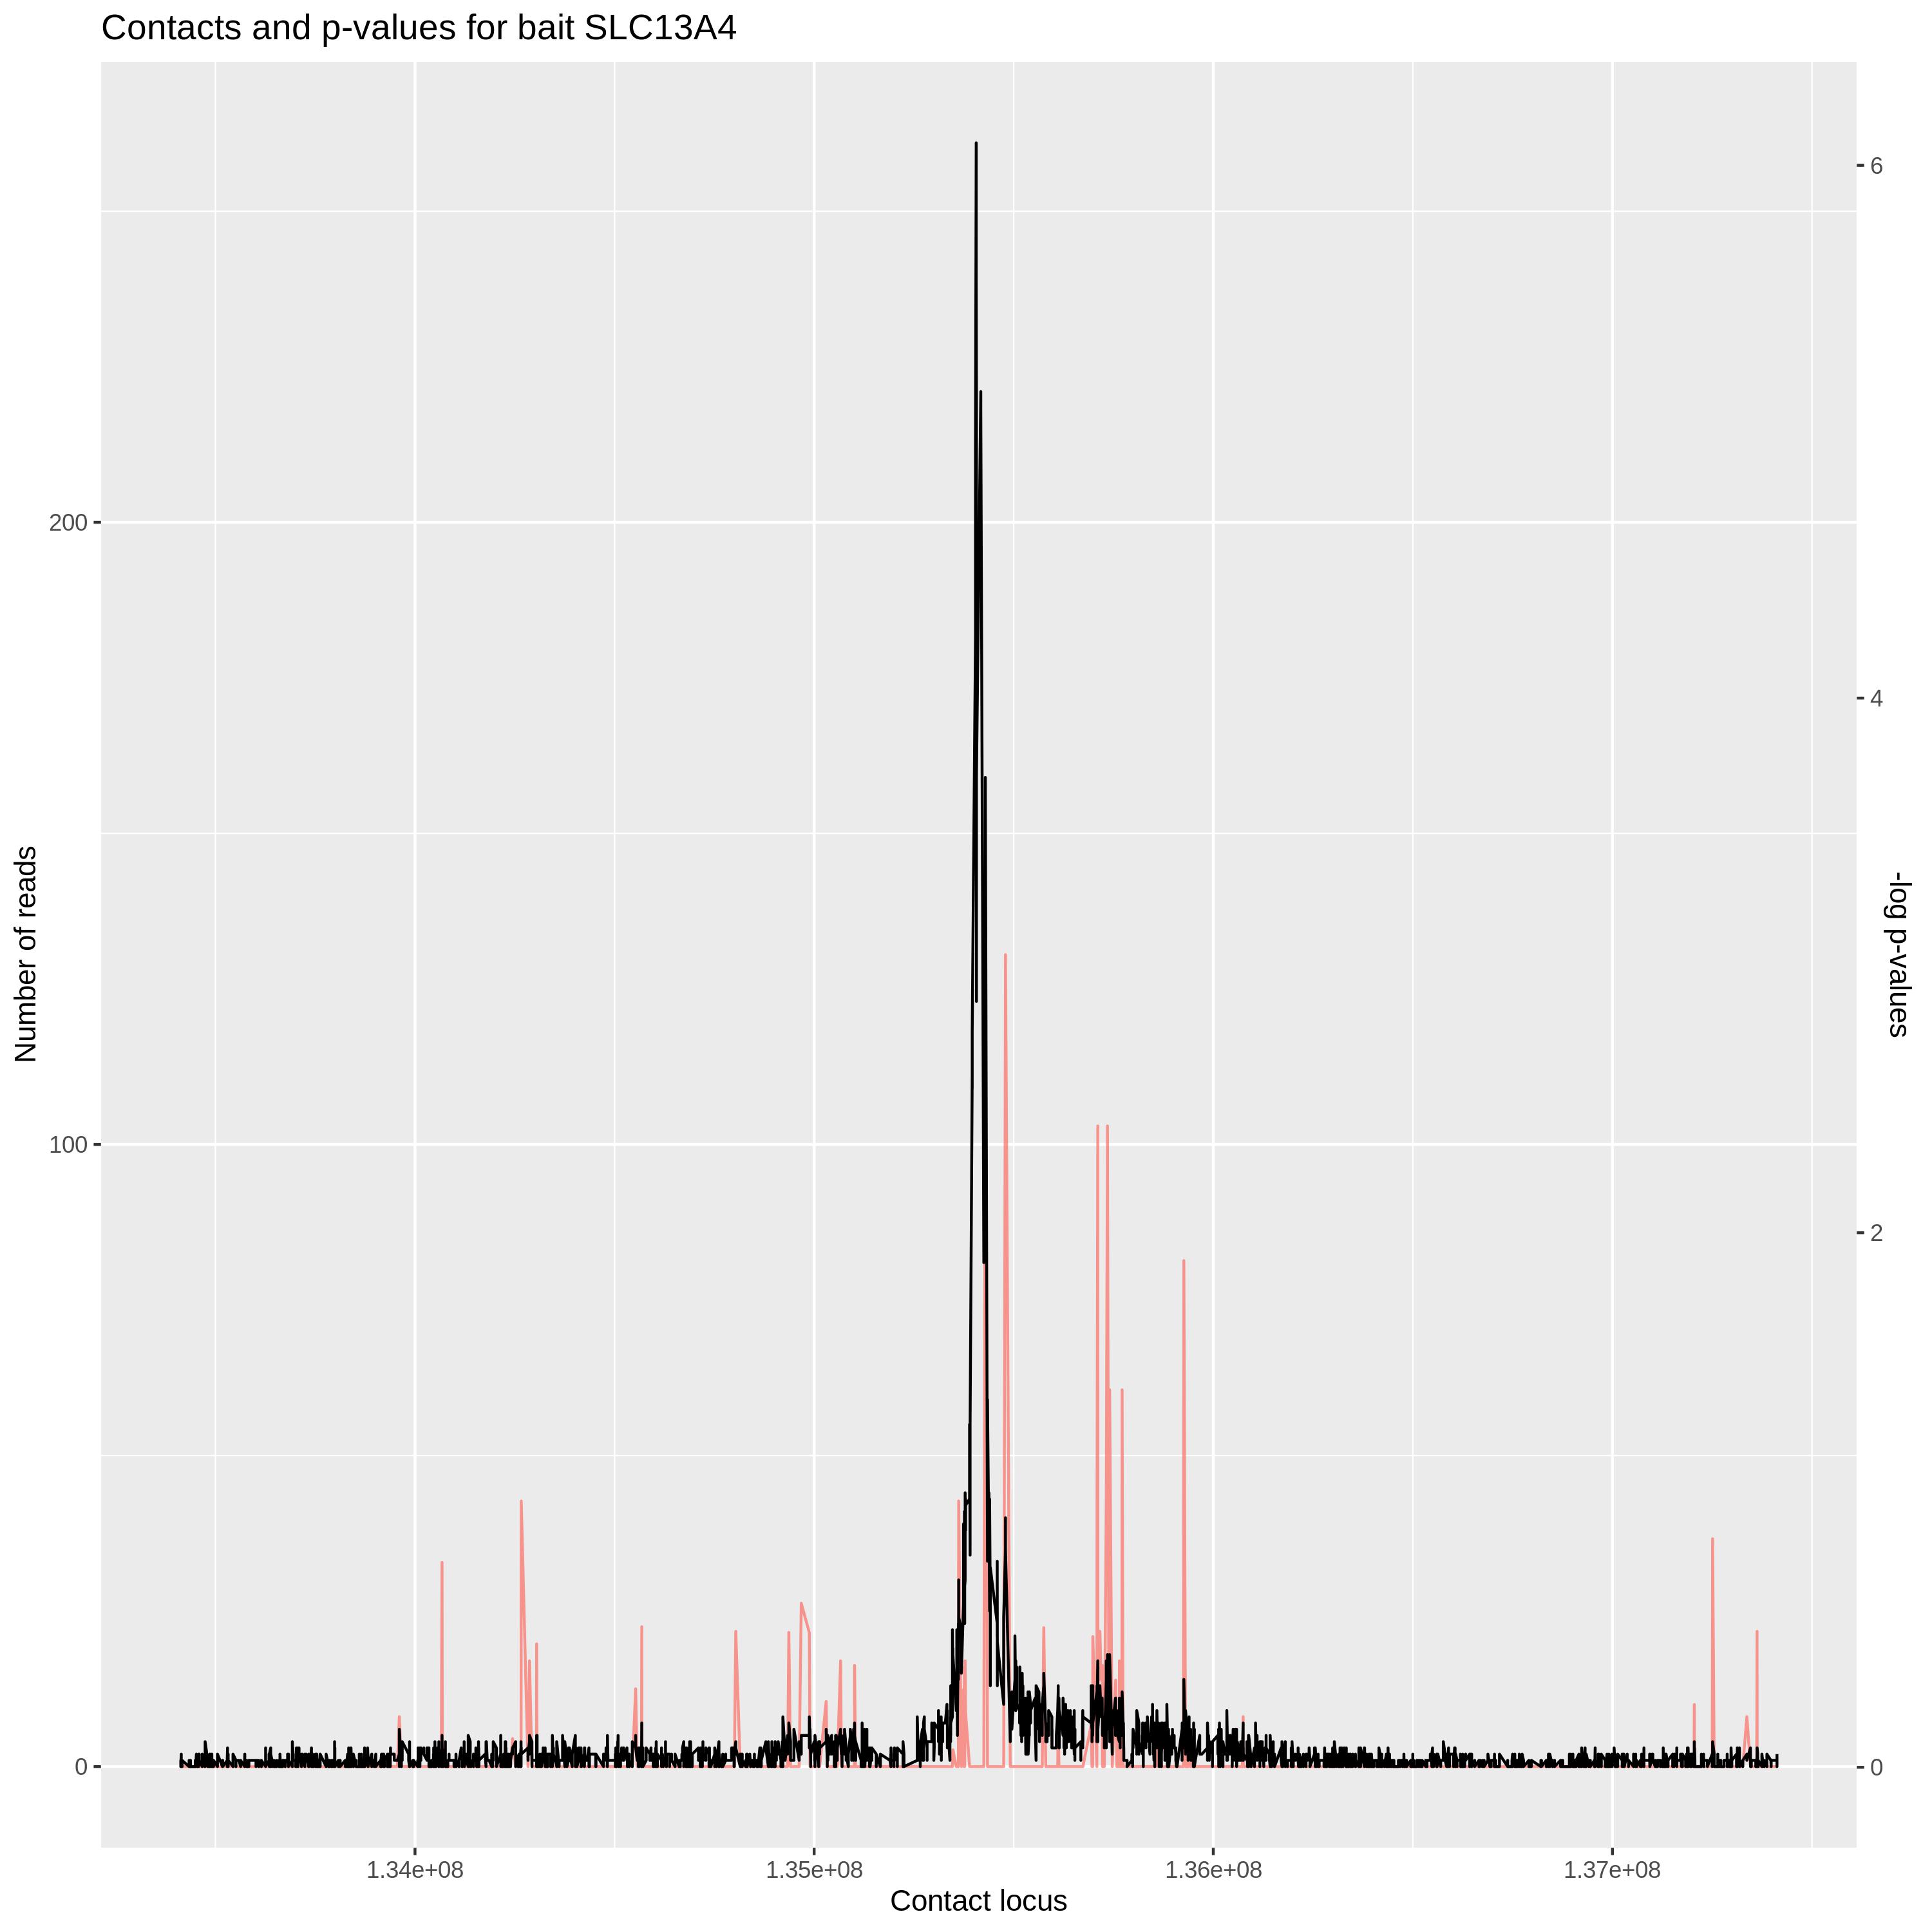 Contacts and p-values for bait SLC13A4
Number of reads
200
100
0
6
4
2
0
-log p-values
1.34e+08
1.35e+08
1.36e+08
1.37e+08
Contact locus